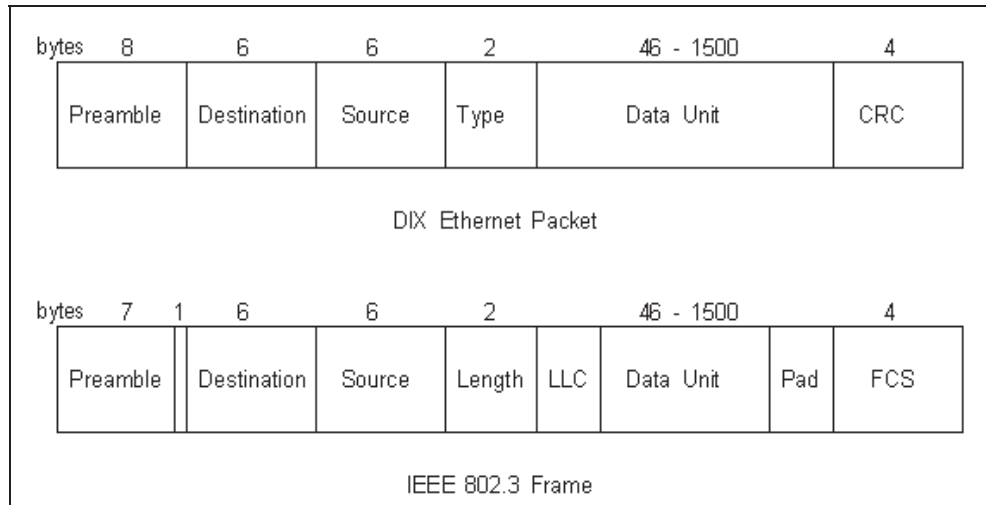 bytes 8 6 6 2 46 - 1500 4
Preamble Destination Source Type Data Unit CRC
DIX Ethernet Packet
bytes 7 1 6 6 2 46 - 1500 4
Preamble Destination Source Length LLC Data Unit Pad FCS
IEEE 802.3 Frame